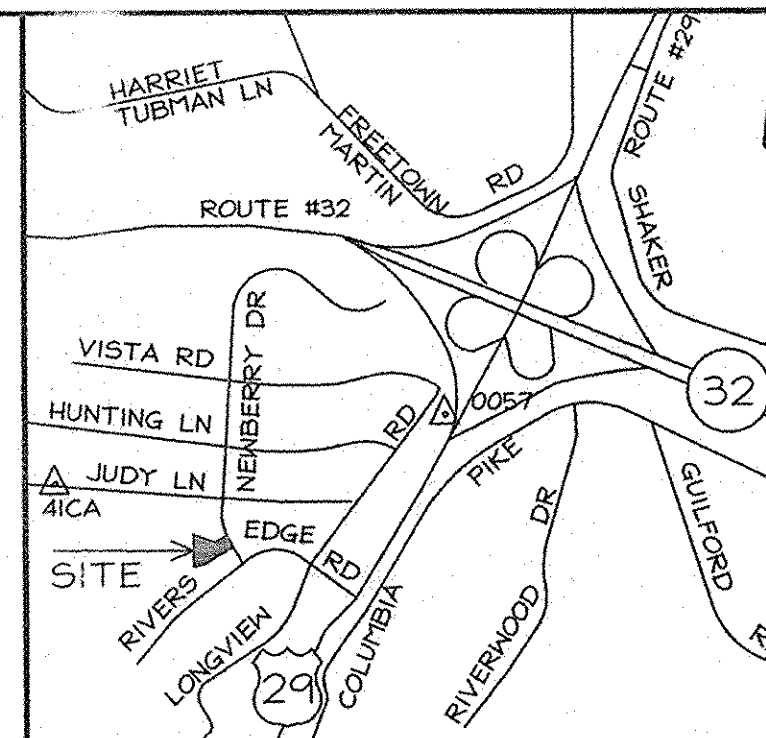 HARRIET
TUBMAN LN
FREETOWN
MARTIN
RD
ROUTE #29
SHAKER
ROUTE #32
NEWBERRY DR
VISTA RD
HUNTING LN
JUDY LN
41CA
SITE
EDGE
RD
RIVERS
LONGVIEW
RD
0057
PIKE
COLUMBIA
29
32
DR
RIVERWOOD
GUILFORD